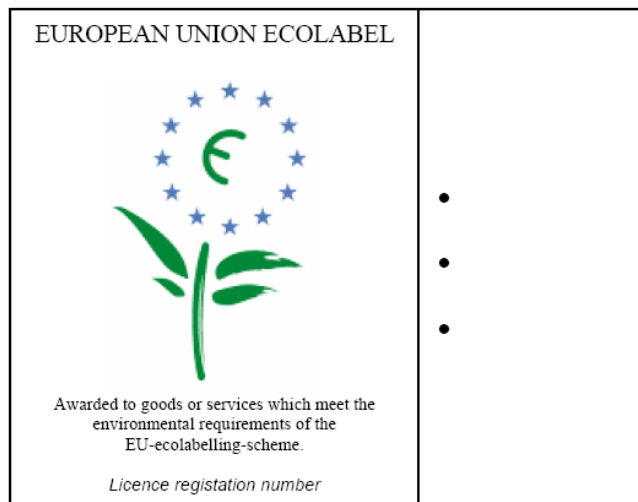 EUROPEAN UNION ECOLABEL
Awarded to goods or services which meet the
environmental requirements of the
EU-ecolabelling-scheme.
Licence registation number